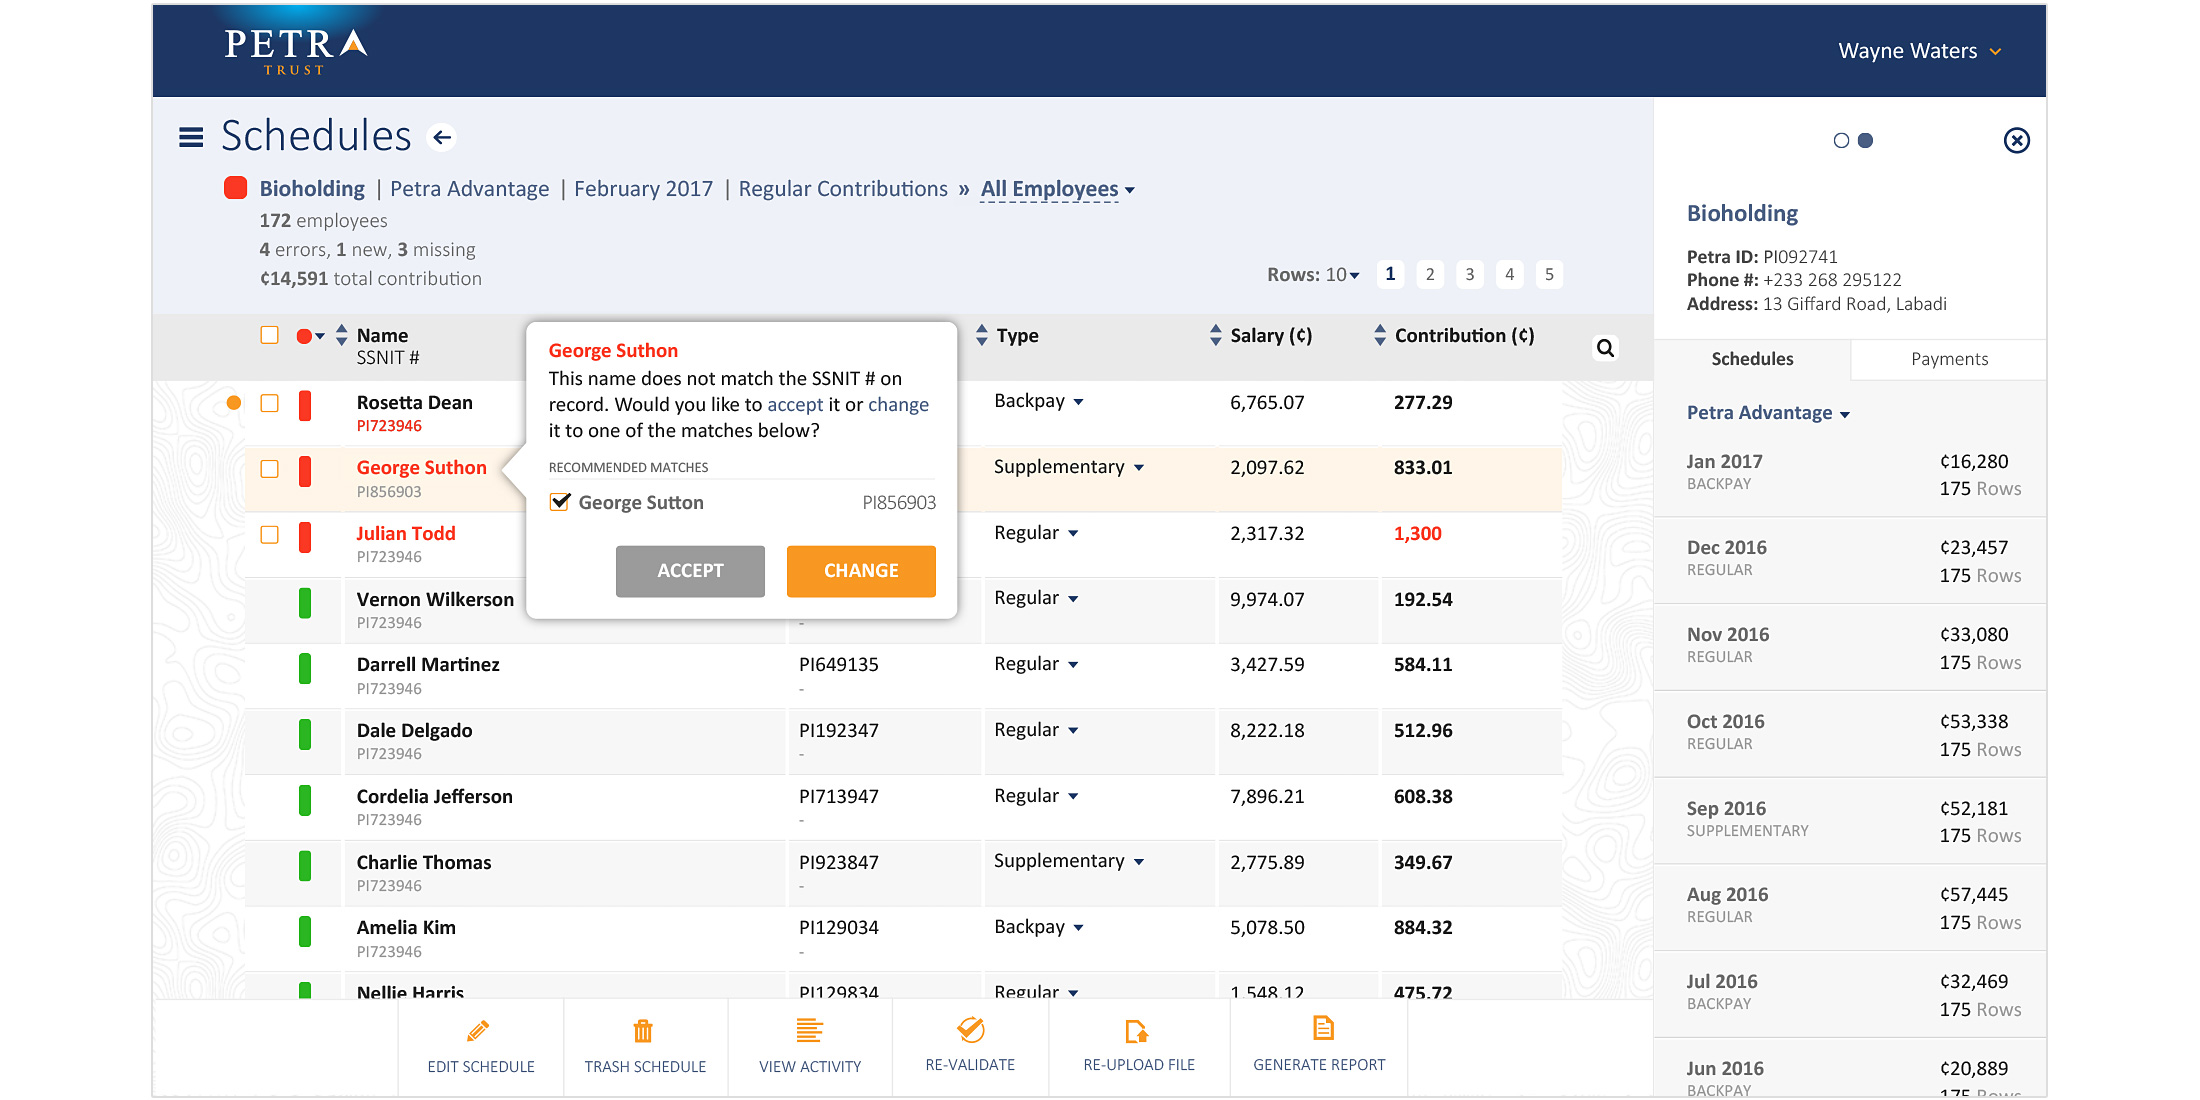 PETRA
TRUST
Wayne Waters
Schedules
Bioholding | Petra Advantage | February 2017 | Regular Contributions » All Employees
172 employees
4 errors, 1 new, 3 missing
¢14,591 total contribution
Rows: 10 1 2 3 4 5
Name
SSNIT #
Type
Salary (¢)
Contribution (¢)
Rosetta Dean
PI723946
Backpay
6,765.07
277.29
George Suthon
PI856903
Supplementary
2,097.62
833.01
Julian Todd
PI723946
Regular
2,317.32
1,300
Vernon Wilkerson
PI723946
-
Regular
9,974.07
192.54
Darrell Martinez
PI723946
PI649135
-
Regular
3,427.59
584.11
Dale Delgado
PI723946
PI192347
-
Regular
8,222.18
512.96
Cordelia Jefferson
PI723946
PI713947
-
Regular
7,896.21
608.38
Charlie Thomas
PI723946
PI923847
-
Supplementary
2,775.89
349.67
Amelia Kim
PI723946
PI129034
-
Backpay
5,078.50
884.32
Nellie Harris
PI129834
Regular
1,548.12
475.72
George Suthon
This name does not match the SSNIT # on
record. Would you like to accept it or change
it to one of the matches below?
RECOMMENDED MATCHES
George Sutton PI856903
ACCEPT CHANGE
EDIT SCHEDULE
TRASH SCHEDULE
VIEW ACTIVITY
RE-VALIDATE
RE-UPLOAD FILE
GENERATE REPORT
Bioholding
Petra ID: PI092741
Phone #: +233 268 295122
Address: 13 Giffard Road, Labadi
Schedules Payments
Petra Advantage
Jan 2017 ¢16,280
BACKPAY 175 Rows
Dec 2016 ¢23,457
REGULAR 175 Rows
Nov 2016 ¢33,080
REGULAR 175 Rows
Oct 2016 ¢53,338
REGULAR 175 Rows
Sep 2016 ¢52,181
SUPPLEMENTARY 175 Rows
Aug 2016 ¢57,445
REGULAR 175 Rows
Jul 2016 ¢32,469
BACKPAY 175 Rows
Jun 2016 ¢20,889
BACKPAY 175 Rows